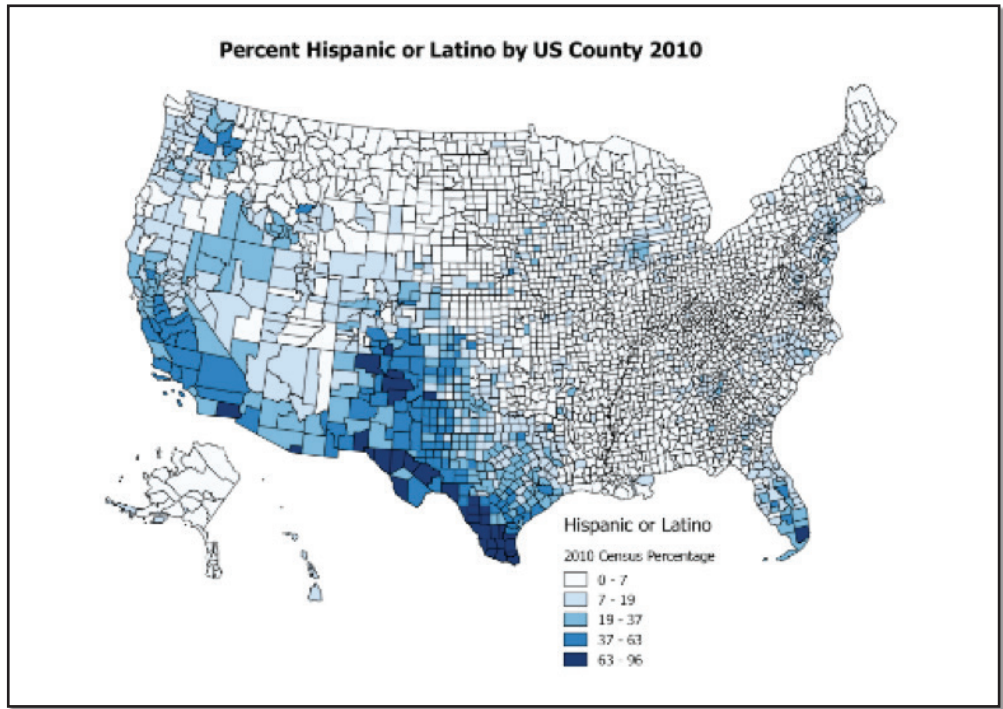 Percent Hispanic or Latino by US County 2010
Hispanic or Latino
2010 Census Percentage
0 - 7
7 - 19
19 - 37
37 - 63
63 - 96